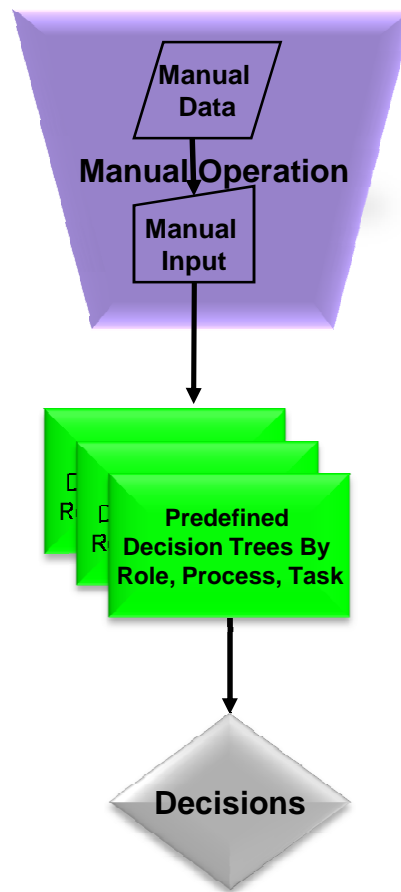 Manual
Data
Manual Operation
Manual
Input
Predefined
Decision Trees By
Role, Process, Task
Decisions